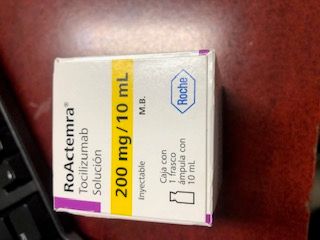 RoActemra®
Tocilizumab
solución
200 mg/10 mL
Inyectable M.B.
Caja con
1 frasco
ámpula con
10 mL
Roche